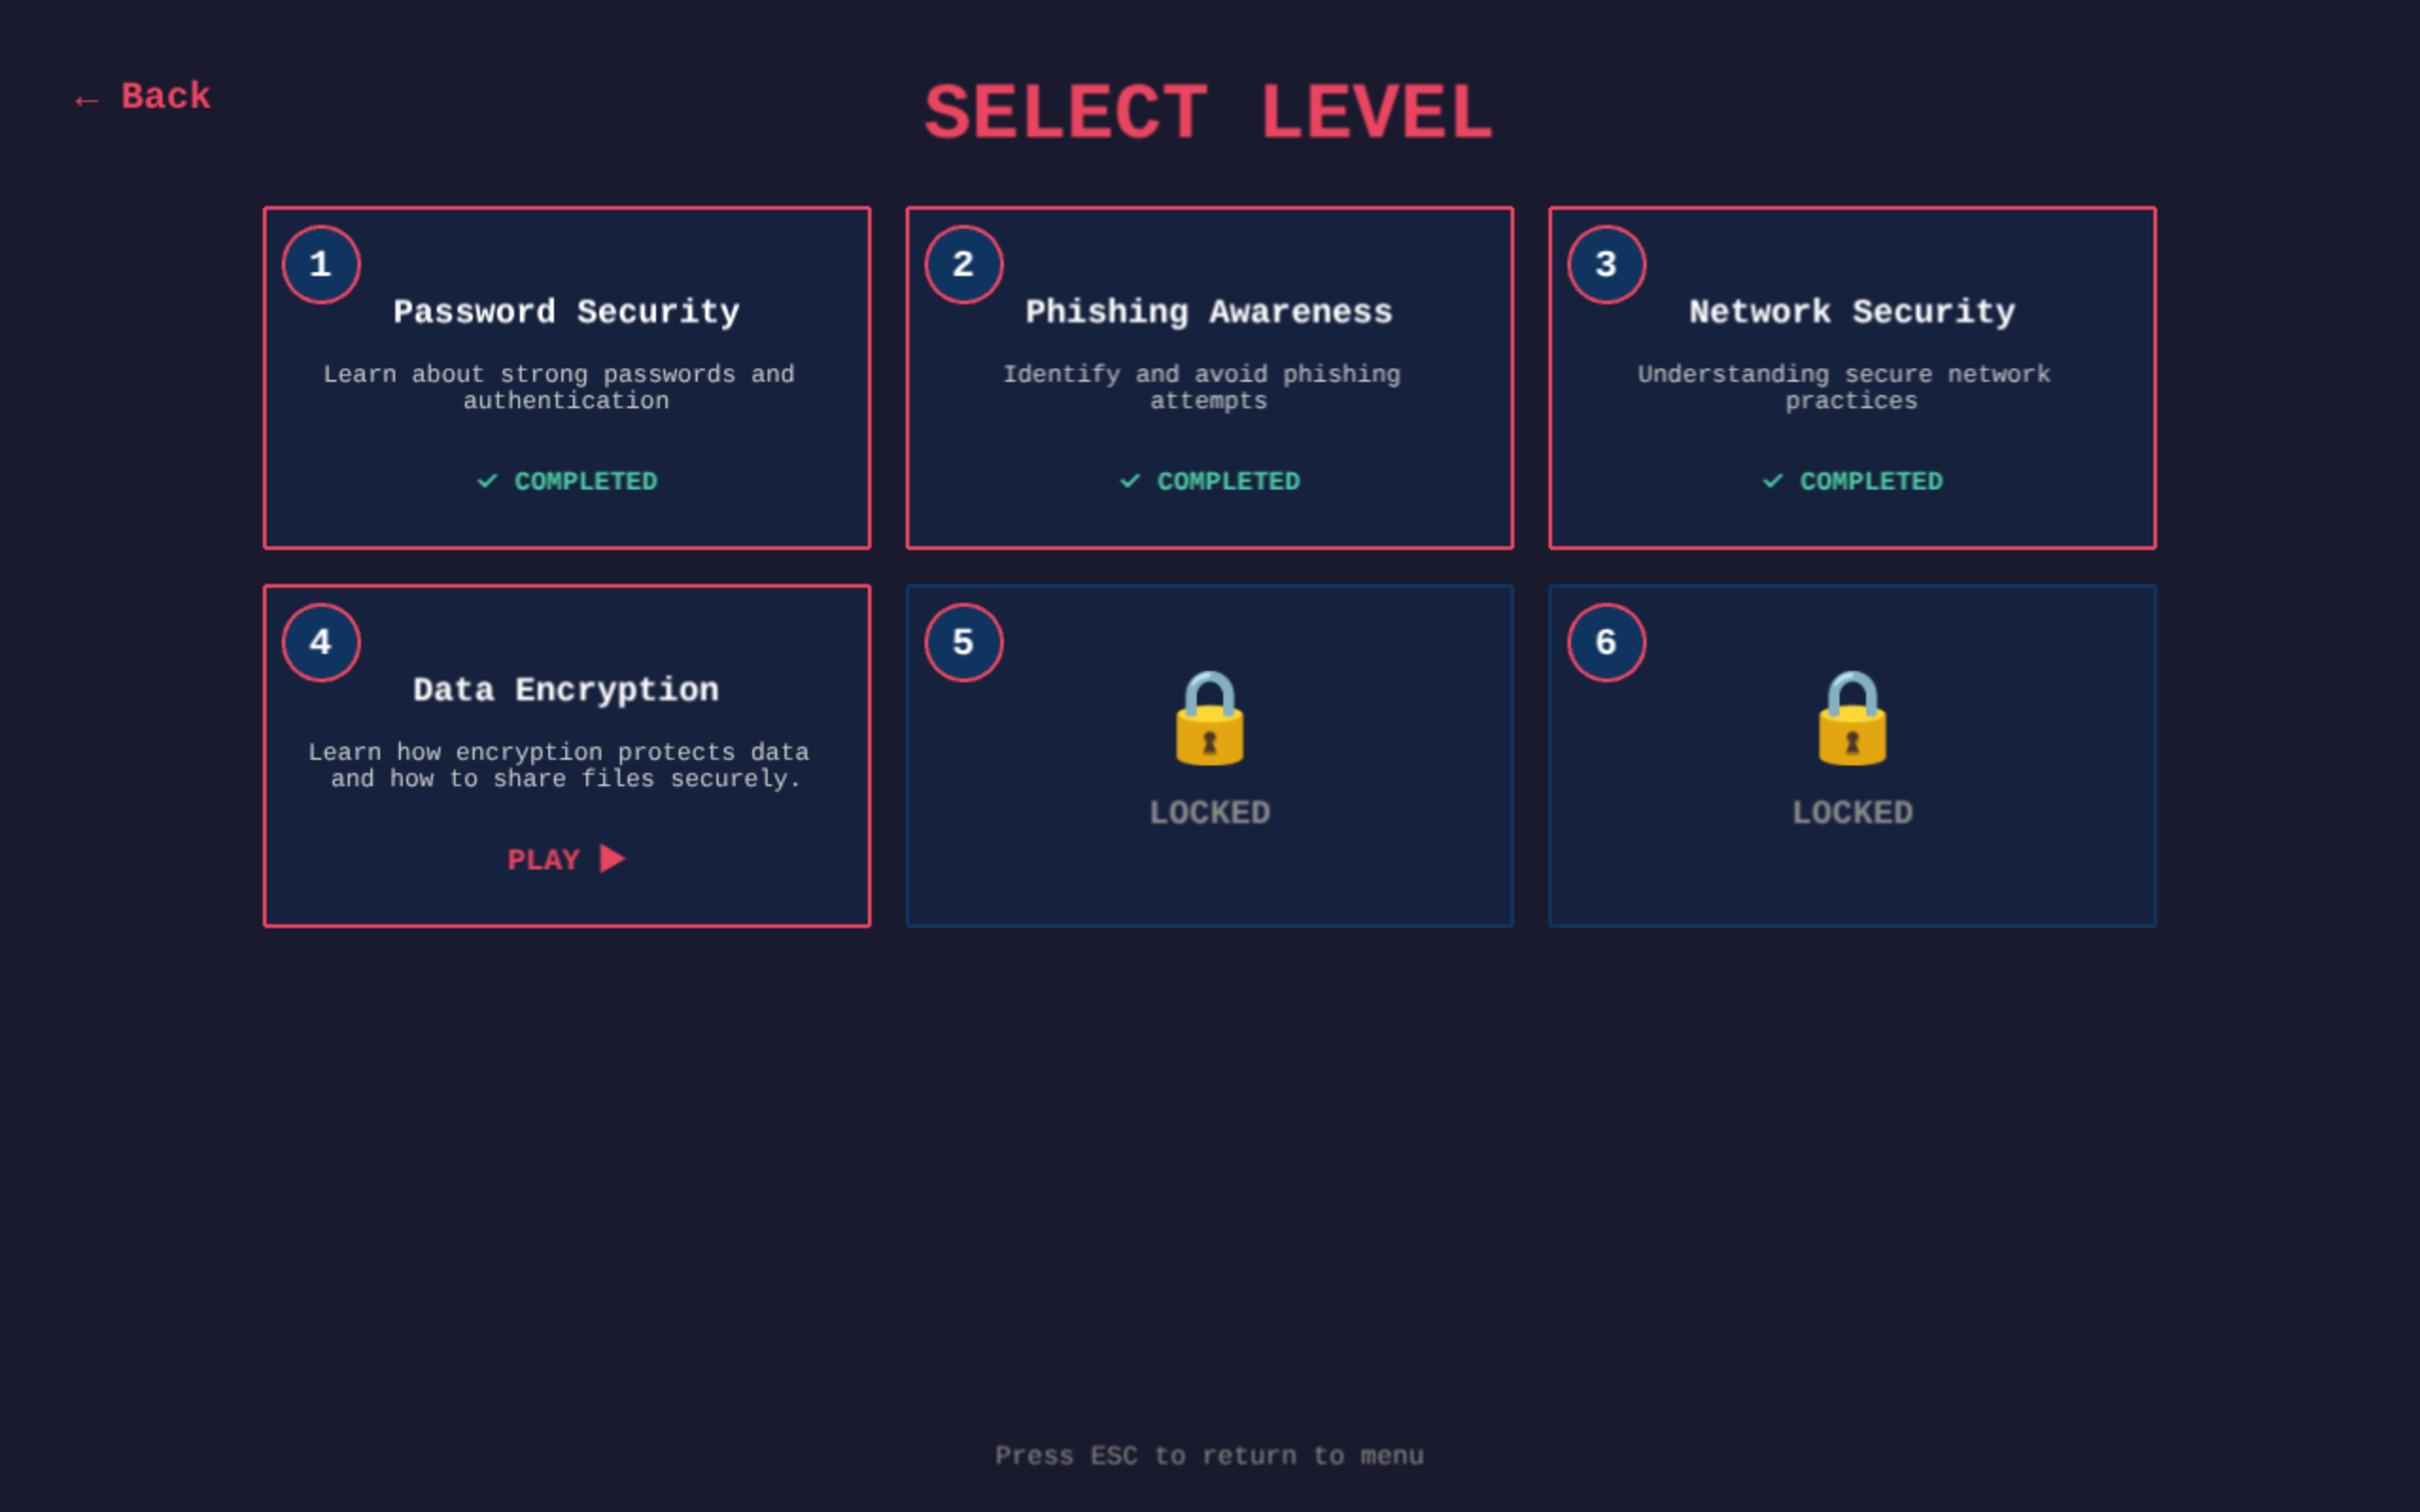 ← Back
SELECT LEVEL
1
Password Security
Learn about strong passwords and
authentication
✓ COMPLETED
2
Phishing Awareness
Identify and avoid phishing
attempts
✓ COMPLETED
3
Network Security
Understanding secure network
practices
✓ COMPLETED
4
Data Encryption
Learn how encryption protects data
and how to share files securely.
PLAY ▶
5
LOCKED
6
LOCKED
Press ESC to return to menu